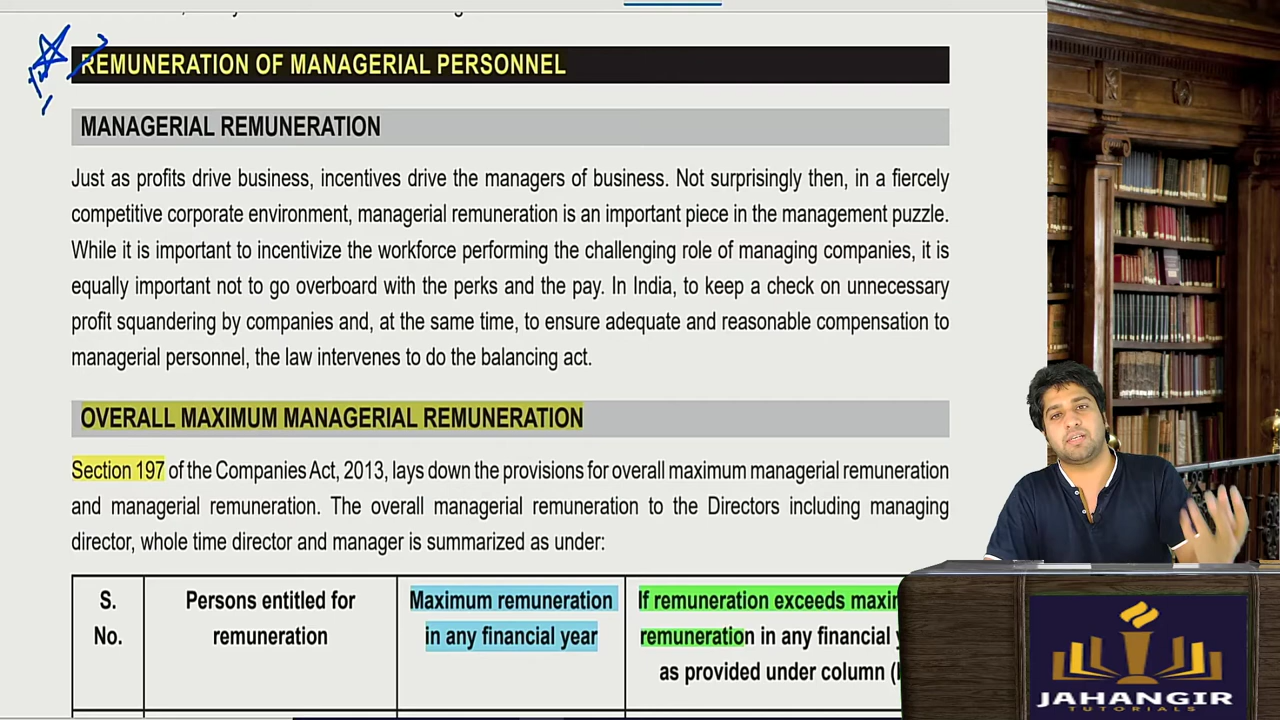 REMUNERATION OF MANAGERIAL PERSONNEL
MANAGERIAL REMUNERATION
Just as profits drive business, incentives drive the managers of business. Not surprisingly then, in a fiercely
competitive corporate environment, managerial remuneration is an important piece in the management puzzle.
While it is important to incentivize the workforce performing the challenging role of managing companies, it is
equally important not to go overboard with the perks and the pay. In India, to keep a check on unnecessary
profit squandering by companies and, at the same time, to ensure adequate and reasonable compensation to
managerial personnel, the law intervenes to do the balancing act.
OVERALL MAXIMUM MANAGERIAL REMUNERATION
Section 197 of the Companies Act, 2013, lays down the provisions for overall maximum managerial remuneration
and managerial remuneration. The overall managerial remuneration to the Directors including managing
director, whole time director and manager is summarized as under:
S.
No.
Persons entitled for
remuneration
Maximum remuneration
in any financial year
If remuneration exceeds
remuneration in any financial
as provided under column
JAHANGIR
TUTORIALS